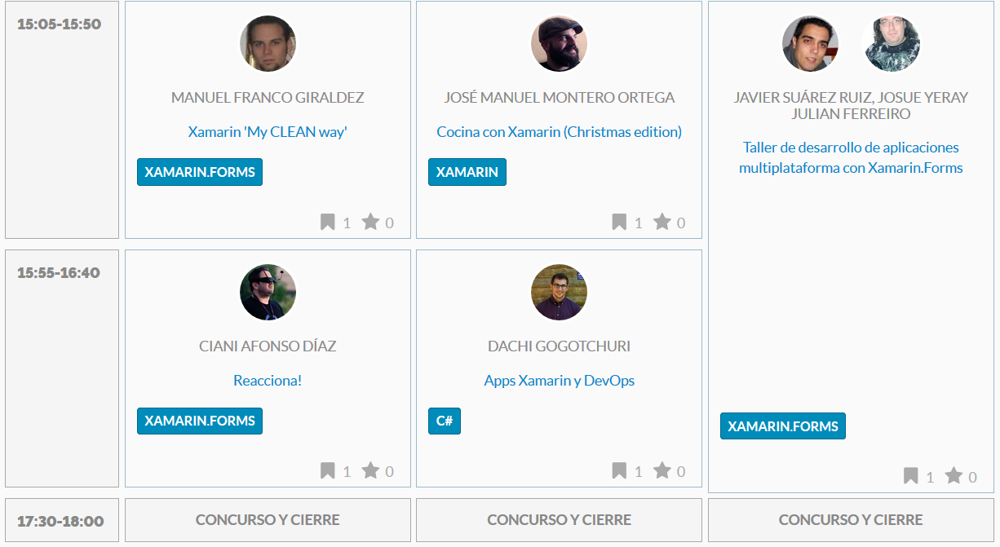 15:05-15:50
MANUEL FRANCO GIRALDEZ
Xamarin 'My CLEAN way'
XAMARIN.FORMS
1 0
JOSÉ MANUEL MONTERO ORTEGA
Cocina con Xamarin (Christmas edition)
XAMARIN
1 0
JAVIER SUÁREZ RUIZ, JOSUE YERAY
JULIAN FERREIRO
Taller de desarrollo de aplicaciones
multiplataforma con Xamarin.Forms
XAMARIN.FORMS
1 0
15:55-16:40
CIANI AFONSO DÍAZ
Reacciona!
XAMARIN.FORMS
1 0
DACHI GOGOTCHURI
Apps Xamarin y DevOps
C#
1 0
17:30-18:00
CONCURSO Y CIERRE
CONCURSO Y CIERRE
CONCURSO Y CIERRE